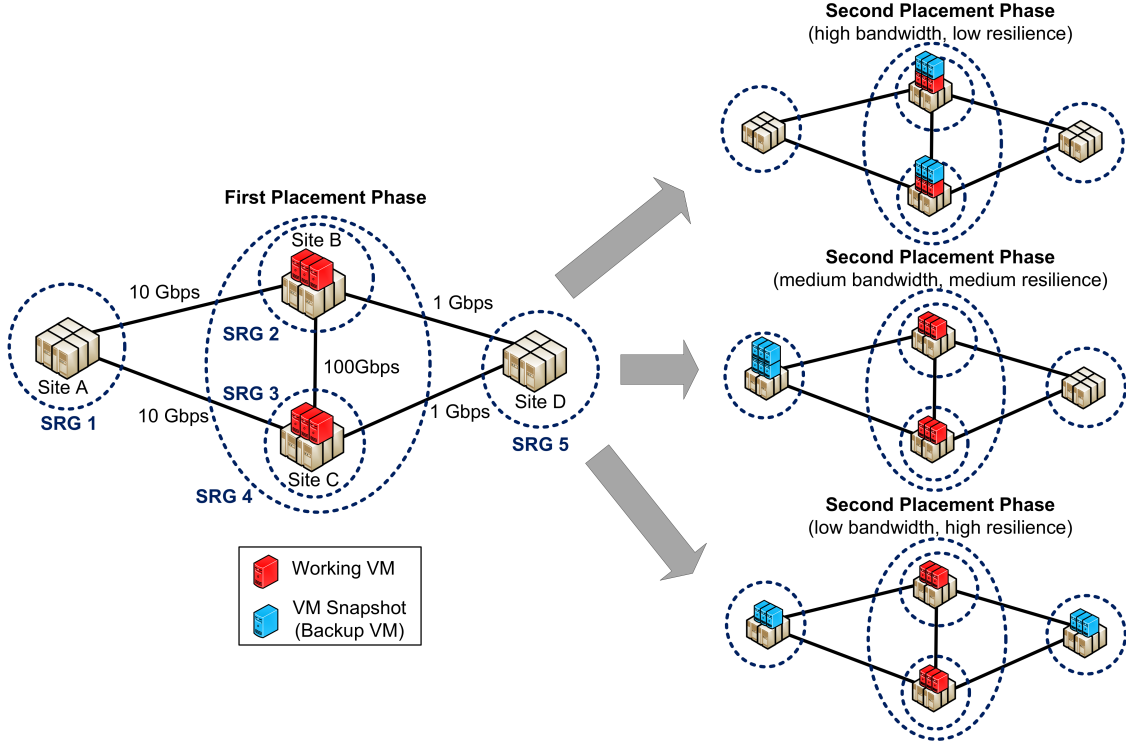 First Placement Phase
Site B
10 Gbps
1 Gbps
SRG 2
100Gbps
Site A
SRG 3
Site D
SRG 1
10 Gbps
1 Gbps
SRG 5
Site C
SRG 4
Working VM
VM Snapshot
(Backup VM)
Second Placement Phase
(high bandwidth, low resilience)
Second Placement Phase
(medium bandwidth, medium resilience)
Second Placement Phase
(low bandwidth, high resilience)